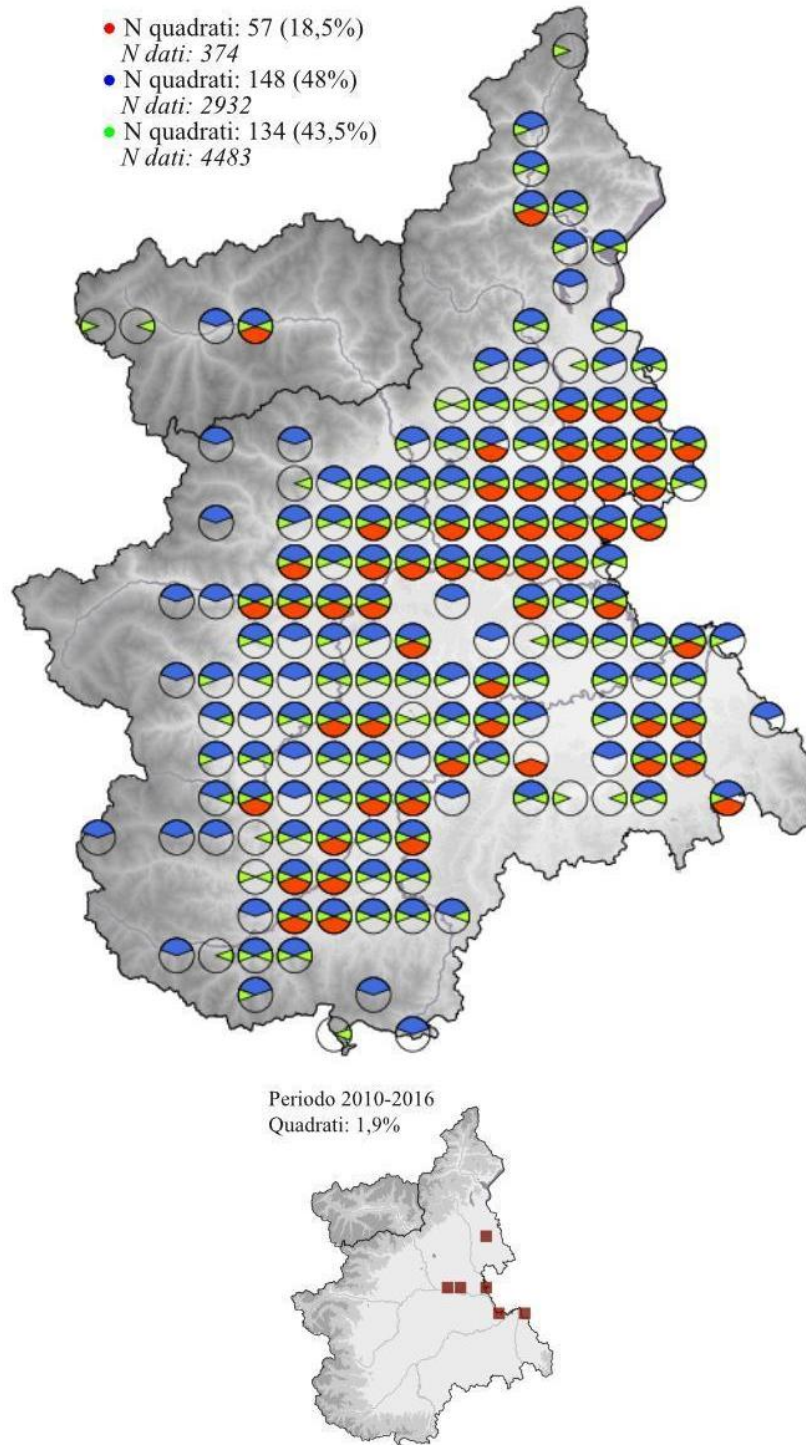 N quadrati: 57 (18,5%)
N dati: 374
N quadrati: 148 (48%)
N dati: 2932
N quadrati: 134 (43,5%)
N dati: 4483
Periodo 2010-2016
Quadrati: 1,9%